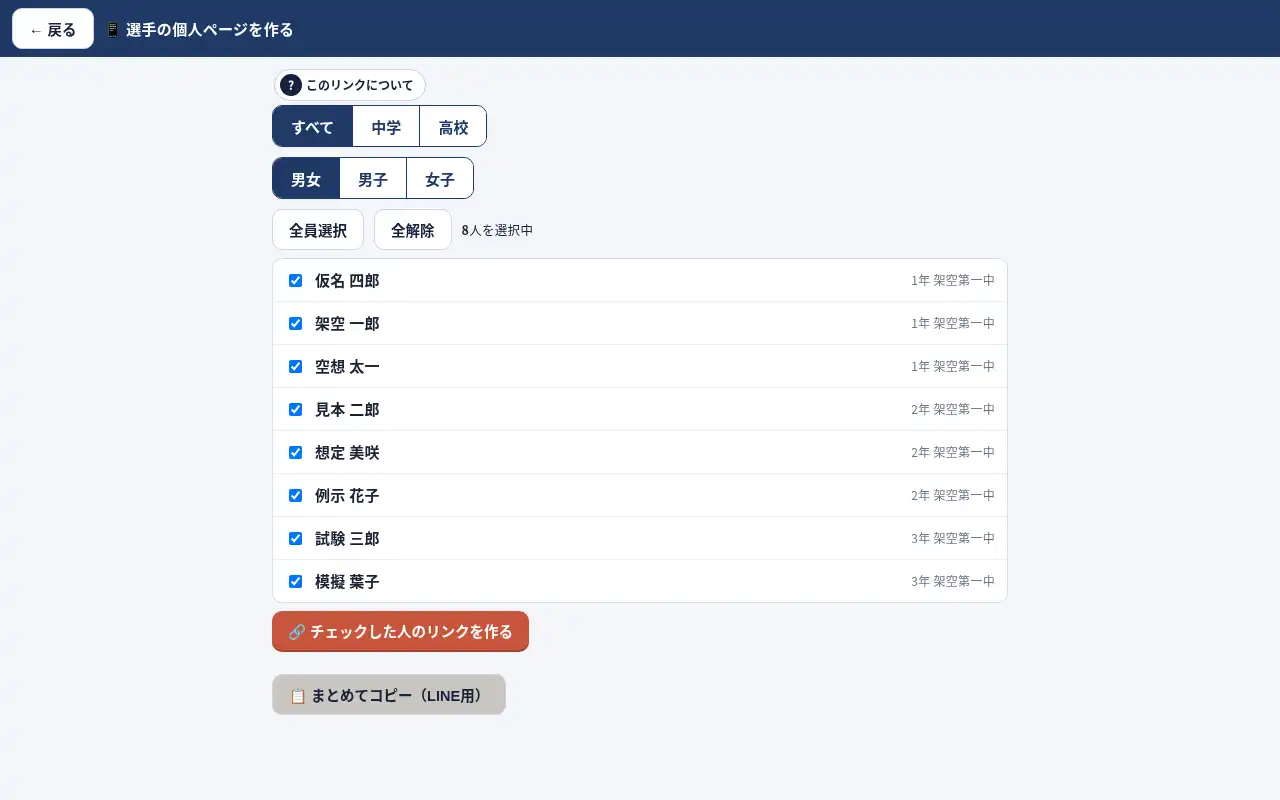 ← 戻る 📱 選手の個人ページを作る
? このリンクについて
すべて 中学 高校
男女 男子 女子
全員選択 全解除 8人を選択中
仮名 四郎 1年 架空第一中
架空 一郎 1年 架空第一中
空想 太一 1年 架空第一中
見本 二郎 2年 架空第一中
想定 美咲 2年 架空第一中
例示 花子 2年 架空第一中
試験 三郎 3年 架空第一中
模擬 葉子 3年 架空第一中
🔗 チェックした人のリンクを作る
📋 まとめてコピー（LINE用）